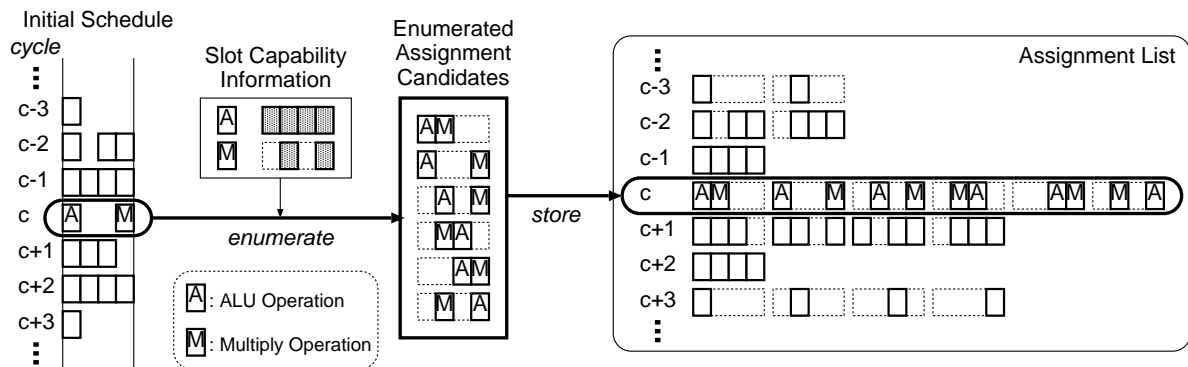 Initial Schedule
cycle
c-3
c-2
c-1
c
A M
c+1
c+2
c+3
Slot Capability
Information
A
M
enumerate
A : ALU Operation
M : Multiply Operation
Enumerated
Assignment
Candidates
AM
A M
A M
MA
AM
M A
store
Assignment List
c-3
c-2
c-1
c AM A M A M MA AM M A
c+1
c+2
c+3